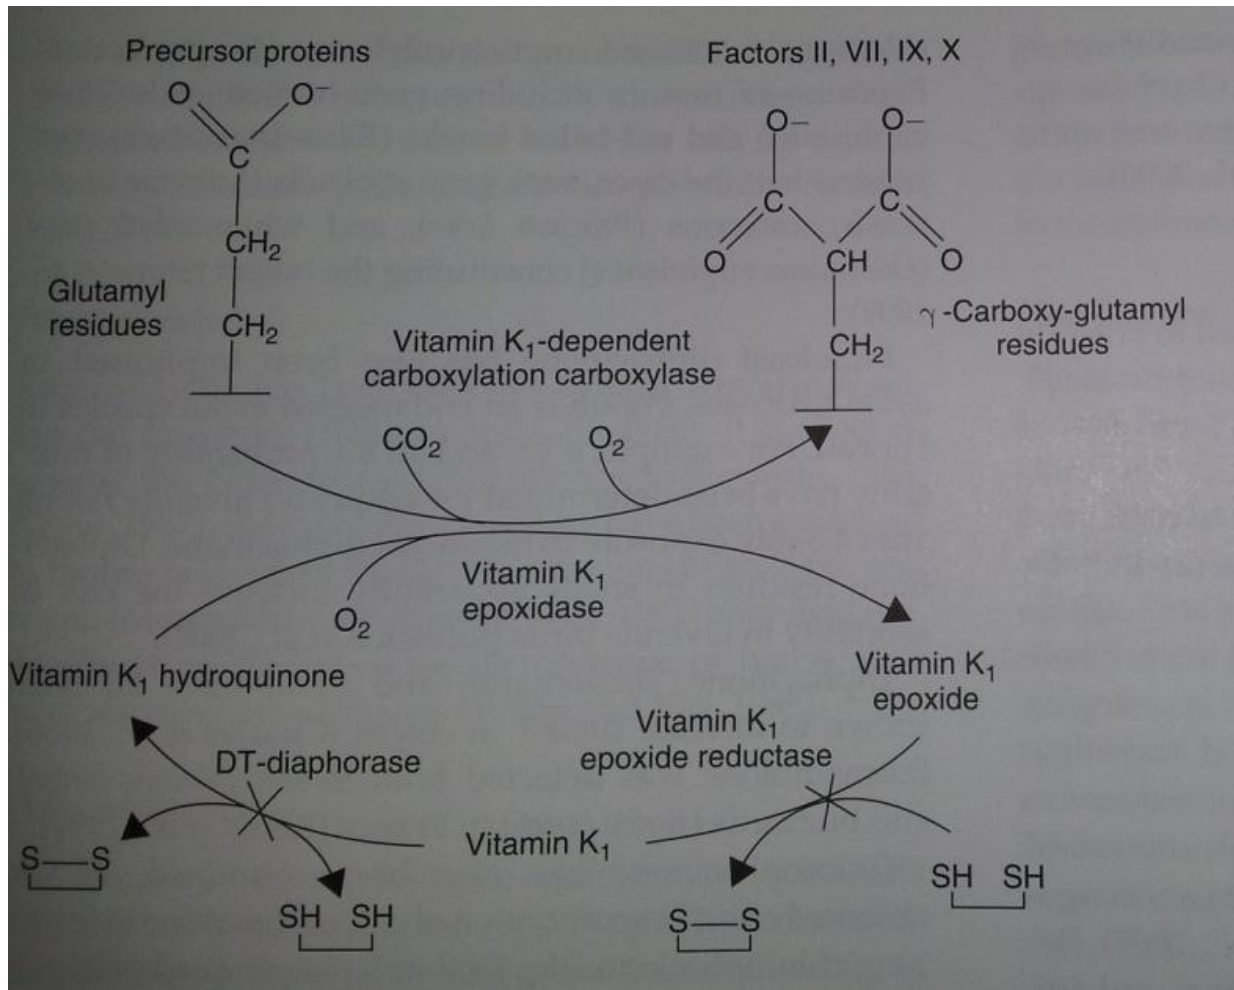 Precursor proteins
Factors II, VII, IX, X
O
O−
C
CH₂
CH₂
Glutamyl
residues
O−
O−
C
C
O
CH
O
CH₂
γ-Carboxy-glutamyl
residues
Vitamin K₁-dependent
carboxylation carboxylase
CO₂
O₂
O₂
Vitamin K₁
epoxidase
Vitamin K₁ hydroquinone
Vitamin K₁
epoxide
DT-diaphorase
Vitamin K₁
epoxide reductase
Vitamin K₁
S—S
SH SH
S—S
SH SH